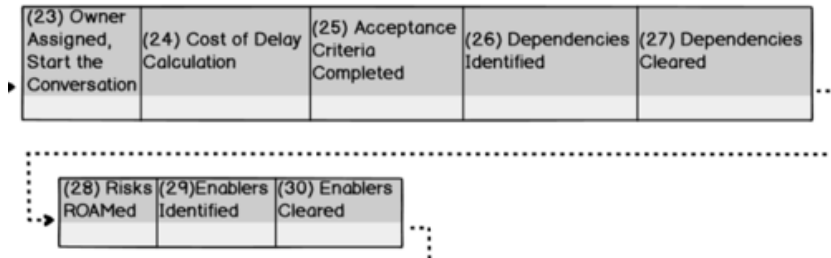 (23) Owner
Assigned,
Start the
Conversation
(24) Cost of Delay
Calculation
(25) Acceptance
Criteria
Completed
(26) Dependencies
Identified
(27) Dependencies
Cleared
(28) Risks
ROAMed
(29)Enablers
Identified
(30) Enablers
Cleared